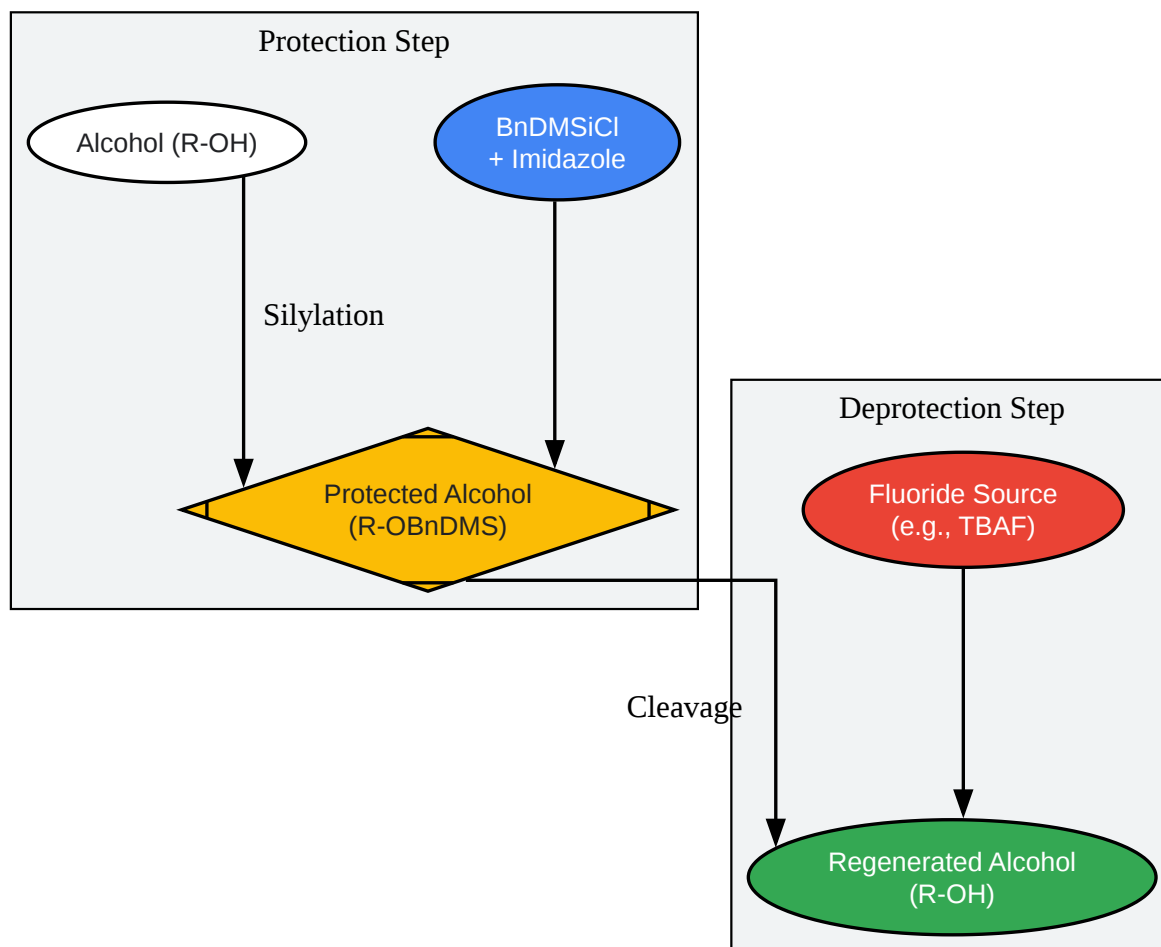 Protection Step
Alcohol (R-OH)
BnDMSiCl
+ Imidazole
Silylation
Protected Alcohol
(R-OBnDMS)
Deprotection Step
Fluoride Source
(e.g., TBAF)
Cleavage
Regenerated Alcohol
(R-OH)